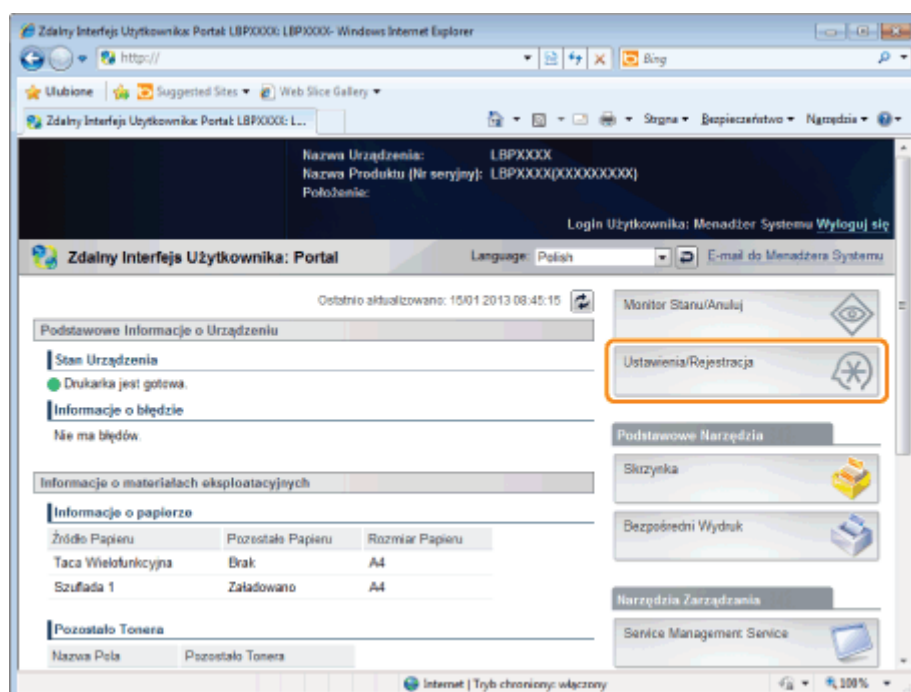 Zdalny Interfejs Użytkownika: Portal: LBPXXXX: LBPXXXX- Windows Internet Explorer
http://
Bing
Ulubione
Suggested Sites
Web Slice Gallery
Zdalny Interfejs Użytkownika: Portal: LBPXXXX: L...
Strona
Bezpieczeństwo
Narzędzia
Nazwa Urządzenia: LBPXXXX
Nazwa Produktu (Nr seryjny): LBPXXXX(XXXXXXXXX)
Położenie:
Login Użytkownika: Menadżer Systemu Wyloguj się
Zdalny Interfejs Użytkownika: Portal
Language: Polish
E-mail do Menadżera Systemu
Ostatnio aktualizowano: 15/01 2013 08:45:15
Podstawowe Informacje o Urządzeniu
Stan Urządzenia
Drukarka jest gotowa.
Informacje o błędzie
Nie ma błędów.
Informacje o materiałach eksploatacyjnych
Informacje o papierze
Źródło Papieru Pozostało Papieru Rozmiar Papieru
Taca Wielofunkcyjna Brak A4
Szuflada 1 Załadowano A4
Pozostało Tonera
Nazwa Pola Pozostało Tonera
Monitor Stanu/Anuluj
Ustawienia/Rejestracja
Podstawowe Narzędzia
Skrzynka
Bezpośredni Wydruk
Narzędzia Zarządzania
Service Management Service
Internet | Tryb chroniony: włączony
100%